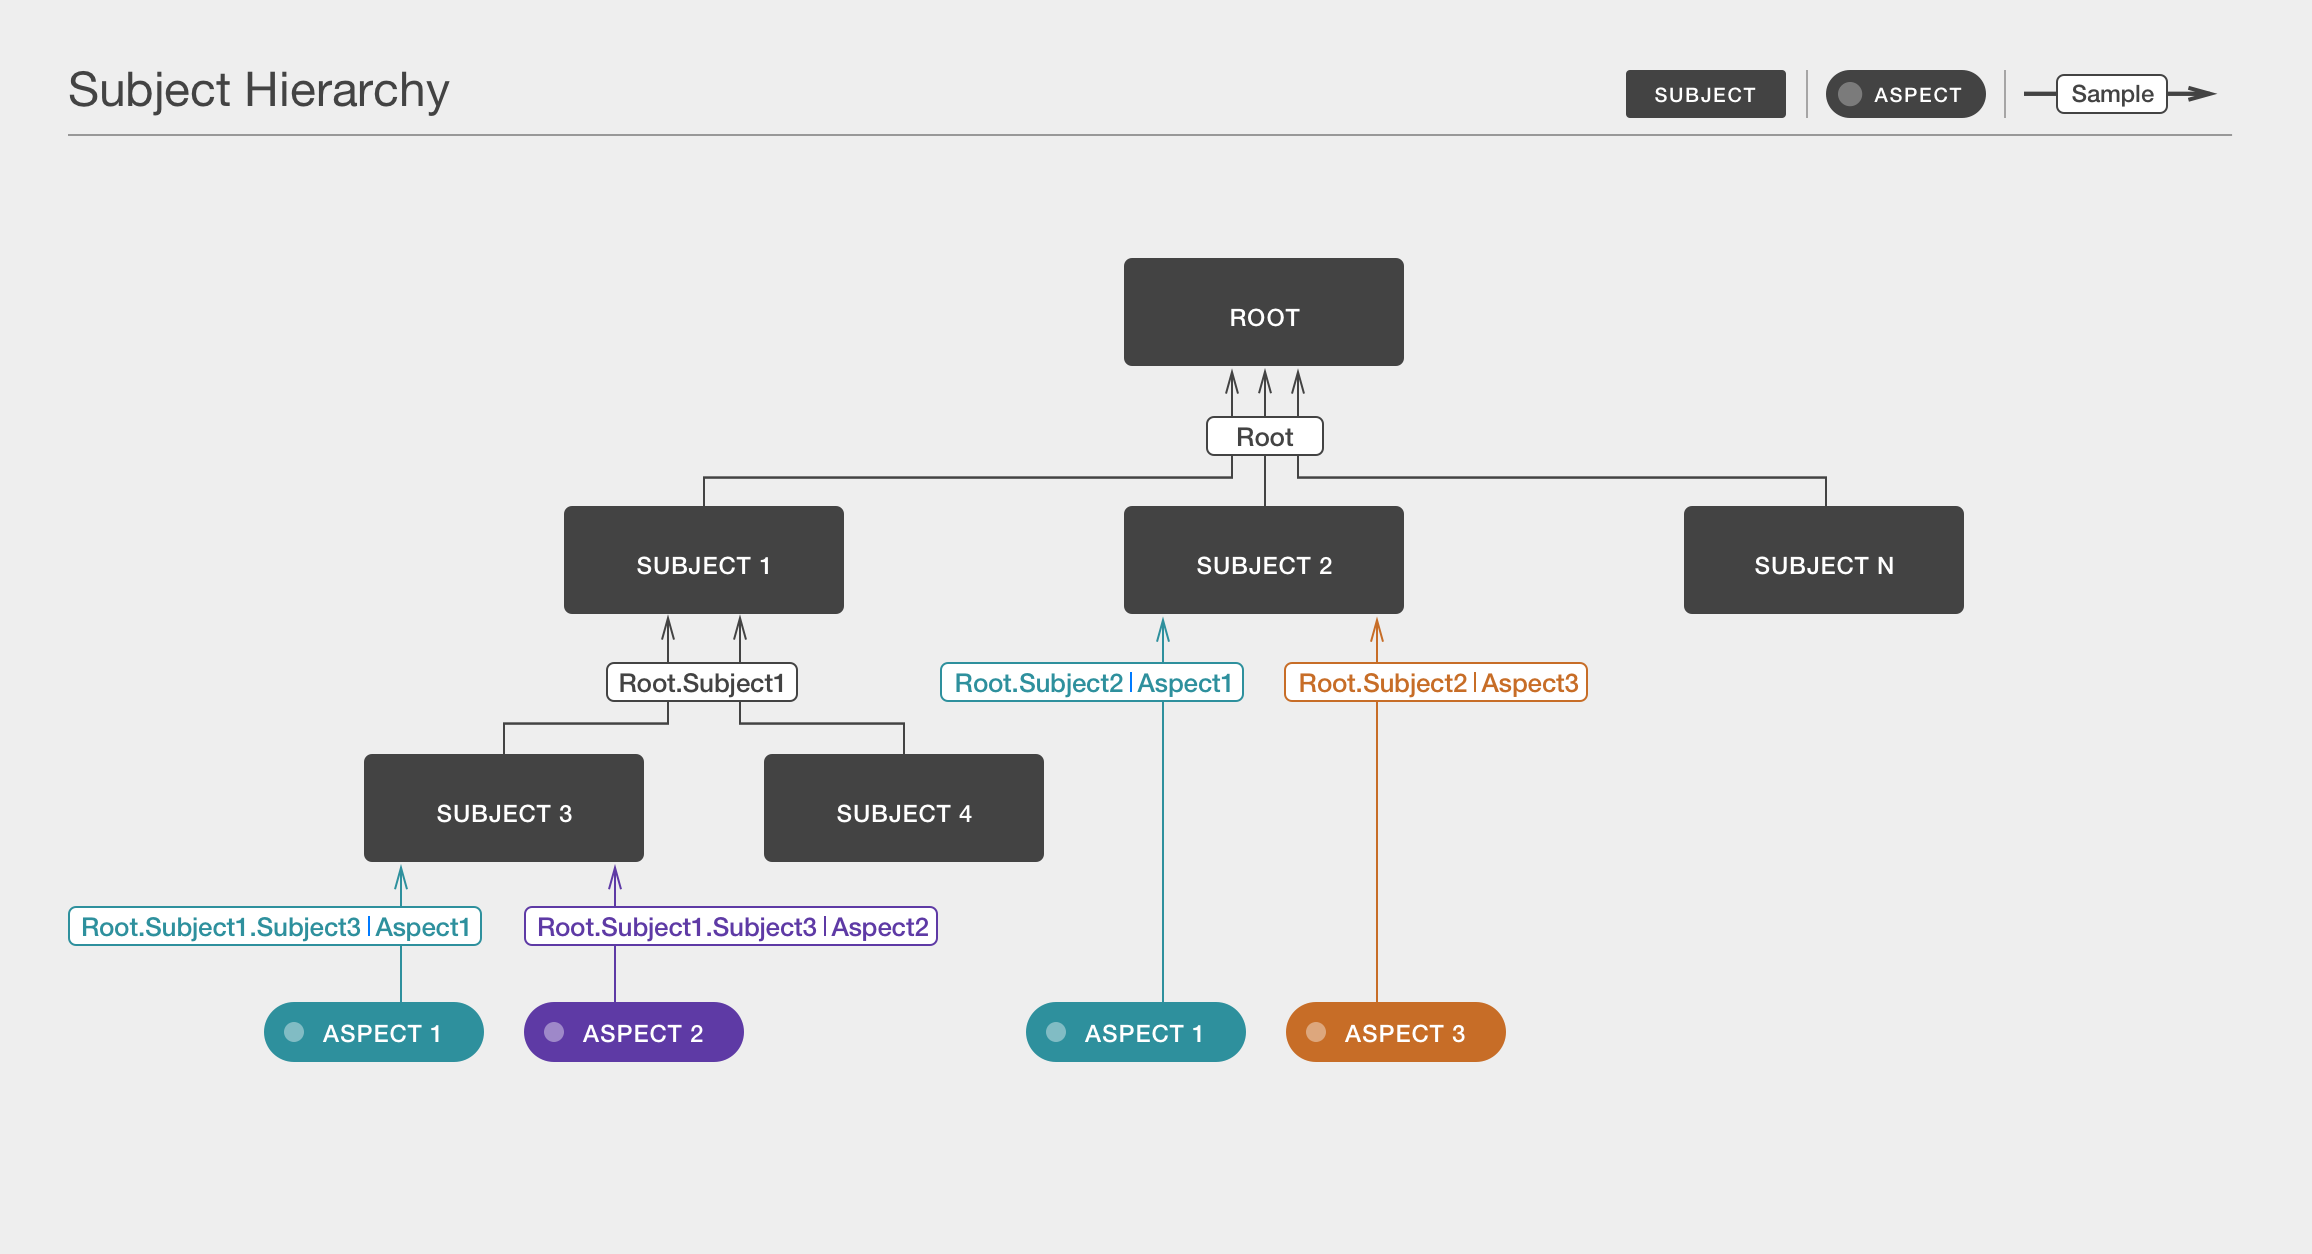 Subject Hierarchy
SUBJECT
ASPECT
Sample
ROOT
Root
SUBJECT 1
SUBJECT 2
SUBJECT N
Root.Subject1
Root.Subject2|Aspect1
Root.Subject2|Aspect3
SUBJECT 3
SUBJECT 4
Root.Subject1.Subject3|Aspect1
Root.Subject1.Subject3|Aspect2
ASPECT 1
ASPECT 2
ASPECT 1
ASPECT 3